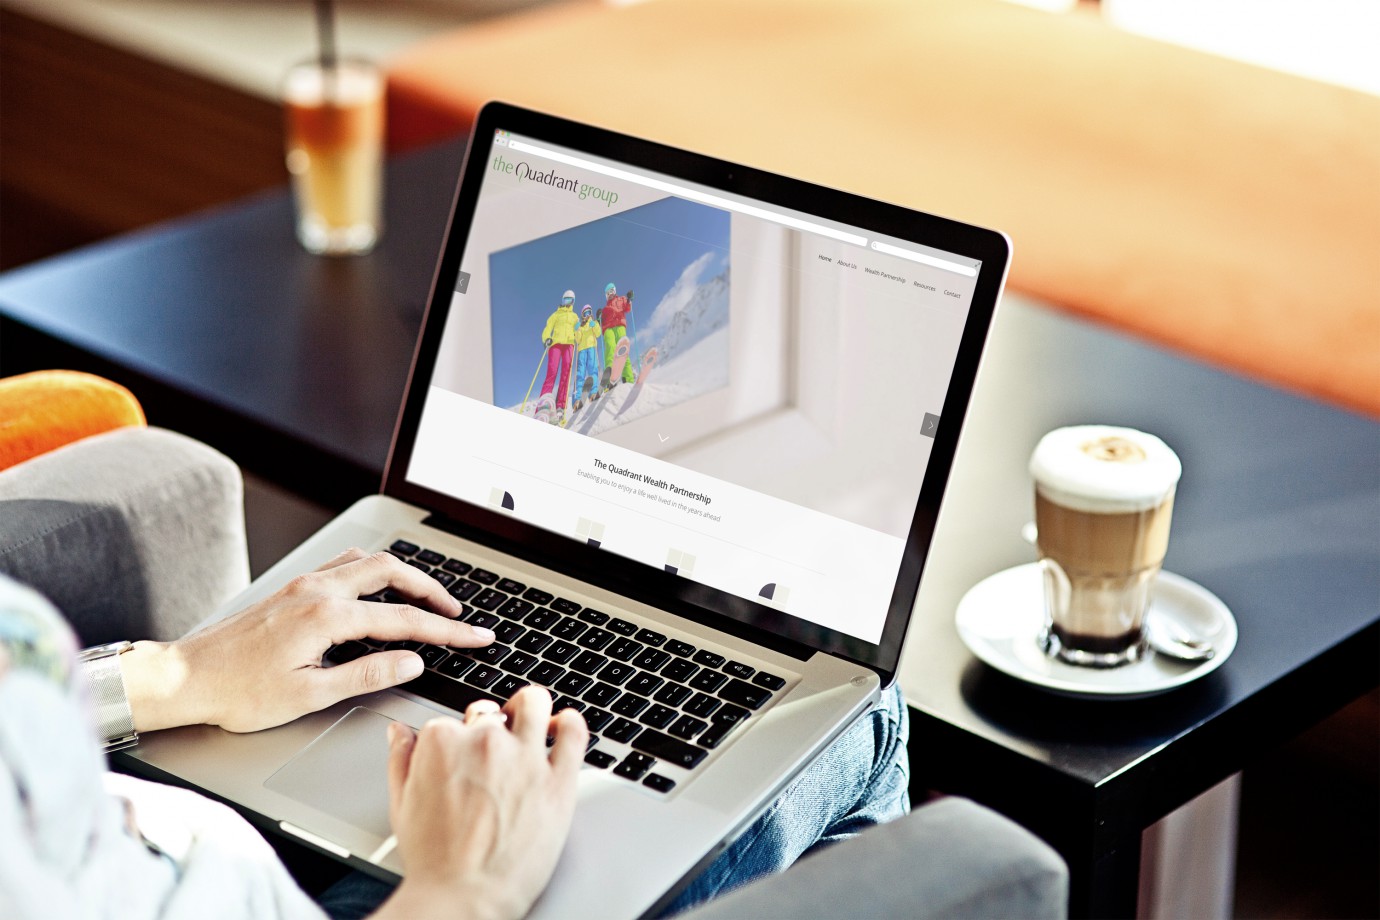 the Quadrant group
Home About Us Wealth Partnership Resources Contact
The Quadrant Wealth Partnership
Enabling you to enjoy a life well lived in the years ahead